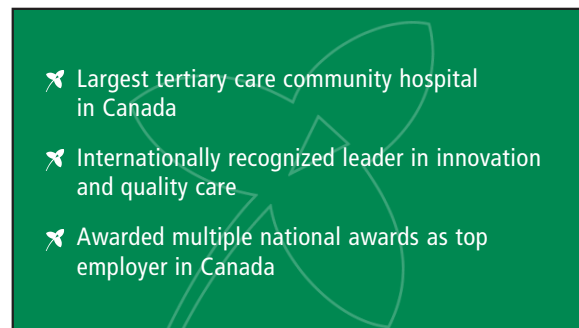 Largest tertiary care community hospital
in Canada
Internationally recognized leader in innovation
and quality care
Awarded multiple national awards as top
employer in Canada